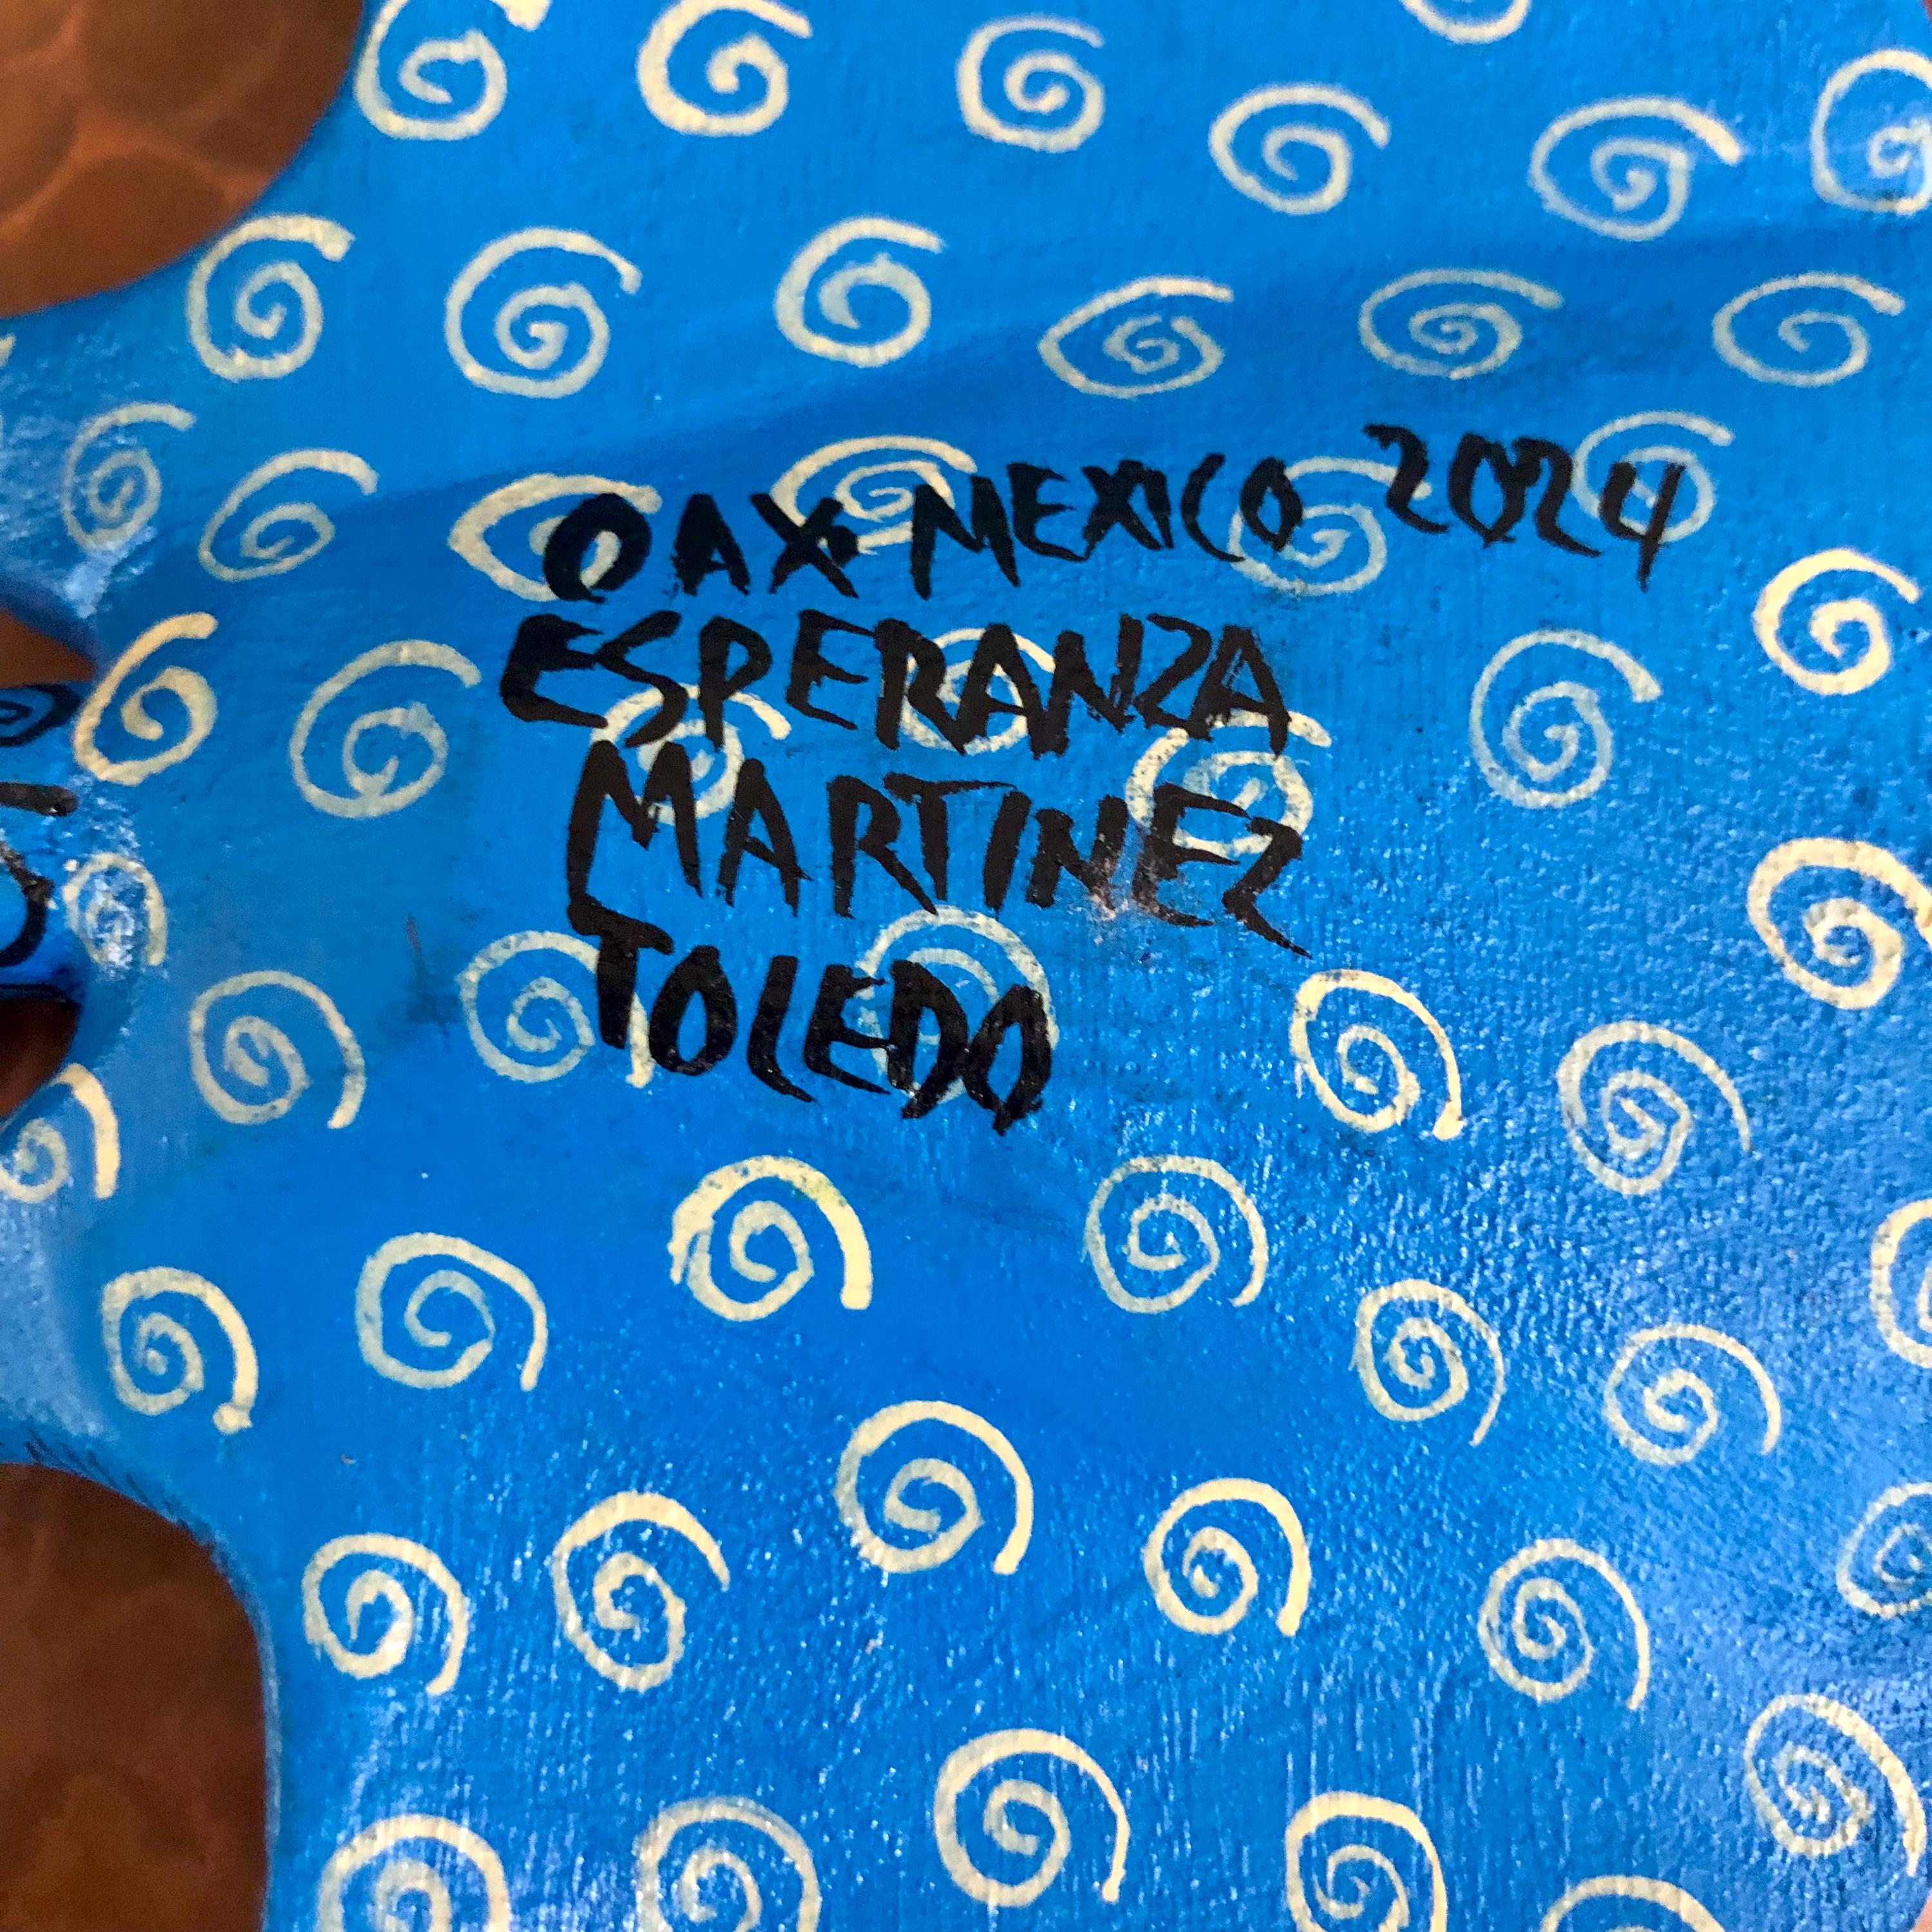 OAX MEXICO 2024
ESPERANZA
MARTINEZ
TOLEDO